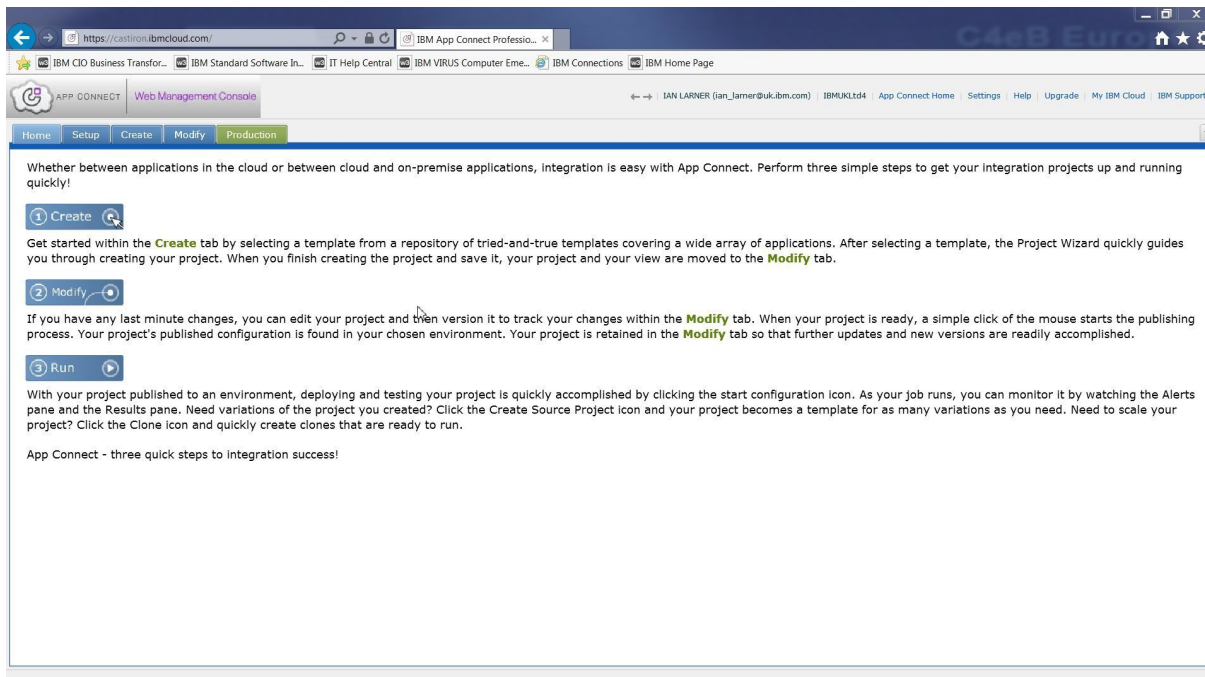 C4eB Euro
https://castiron.ibmcloud.com/
IBM App Connect Professio...
IBM CIO Business Transfor...
IBM Standard Software In...
IT Help Central
IBM VIRUS Computer Eme...
IBM Connections
IBM Home Page
APP CONNECT
Web Management Console
IAN LARNER (ian_larner@uk.ibm.com)
IBMUKLtd4
App Connect Home
Settings
Help
Upgrade
My IBM Cloud
IBM Support
Home
Setup
Create
Modify
Production
Whether between applications in the cloud or between cloud and on-premise applications, integration is easy with App Connect. Perform three simple steps to get your integration projects up and running
quickly!
1 Create
Get started within the Create tab by selecting a template from a repository of tried-and-true templates covering a wide array of applications. After selecting a template, the Project Wizard quickly guides
you through creating your project. When you finish creating the project and save it, your project and your view are moved to the Modify tab.
2 Modify
If you have any last minute changes, you can edit your project and then version it to track your changes within the Modify tab. When your project is ready, a simple click of the mouse starts the publishing
process. Your project's published configuration is found in your chosen environment. Your project is retained in the Modify tab so that further updates and new versions are readily accomplished.
3 Run
With your project published to an environment, deploying and testing your project is quickly accomplished by clicking the start configuration icon. As your job runs, you can monitor it by watching the Alerts
pane and the Results pane. Need variations of the project you created? Click the Create Source Project icon and your project becomes a template for as many variations as you need. Need to scale your
project? Click the Clone icon and quickly create clones that are ready to run.
App Connect - three quick steps to integration success!